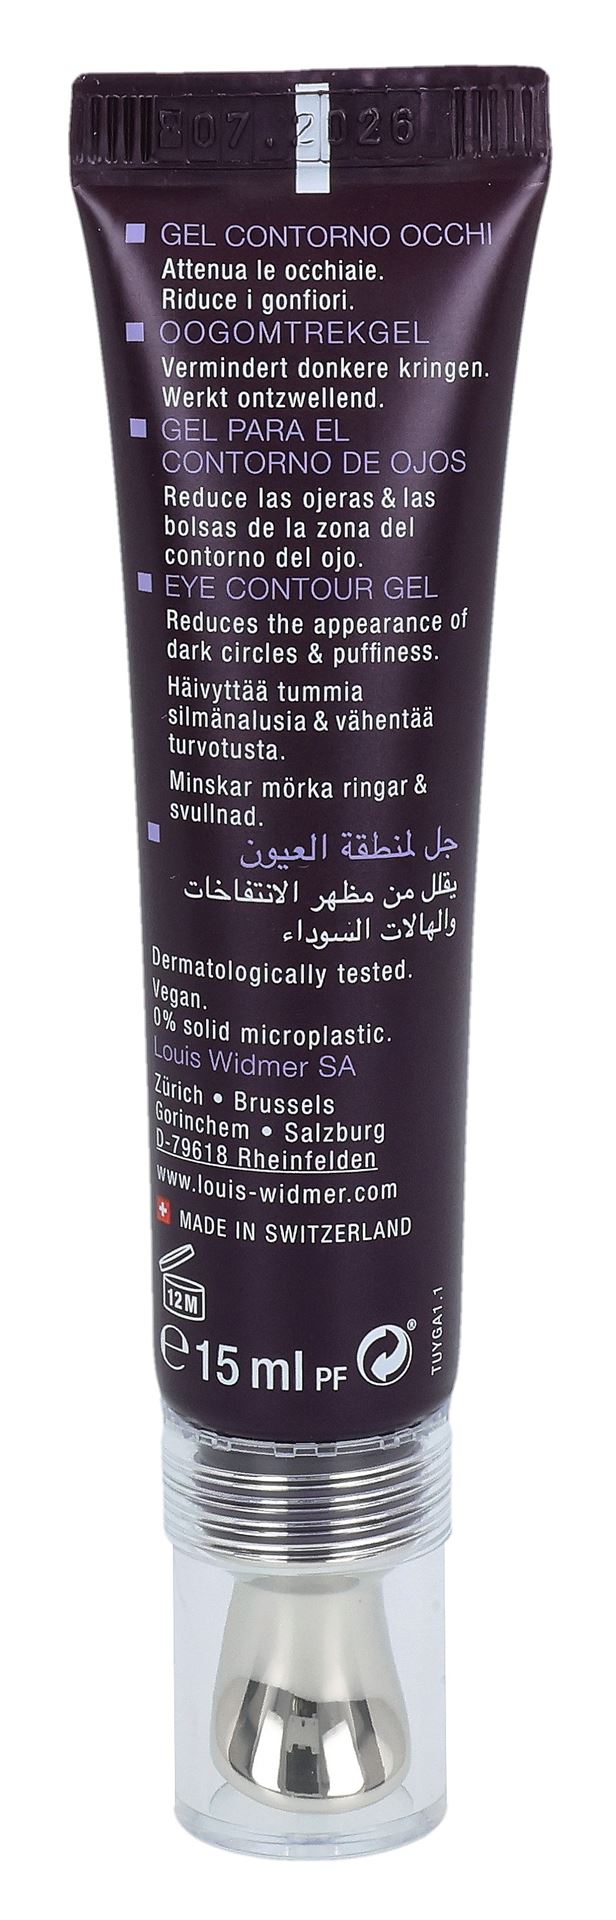 07.2026
GEL CONTORNO OCCHI
Attenua le occhiaie.
Riduce i gonfiori.
OOGOMTREKGEL
Vermindert donkere kringen.
Werkt ontzwellend.
GEL PARA EL
CONTORNO DE OJOS
Reduce las ojeras & las
bolsas de la zona del
contorno del ojo.
EYE CONTOUR GEL
Reduces the appearance of
dark circles & puffiness.
Häivyttää tummia
silmänalusia & vähentää
turvotusta.
Minskar mörka ringar &
svullnad.
جل لمنطقة العيون
يقلل من مظهر الانتفاخات
والهالات السوداء
Dermatologically tested.
Vegan.
0% solid microplastic.
Louis Widmer SA
Zürich • Brussels
Gorinchem • Salzburg
D-79618 Rheinfelden
www.louis-widmer.com
MADE IN SWITZERLAND
12M
℮15 ml PF ®
TUYGA1.1